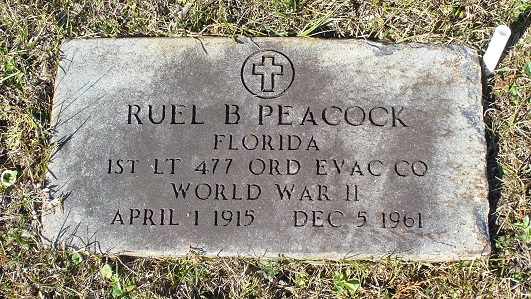 RUEL B PEACOCK
FLORIDA
1ST LT 477 ORD EVAC CO
WORLD WAR II
APRIL 1 1915 DEC 5 1961